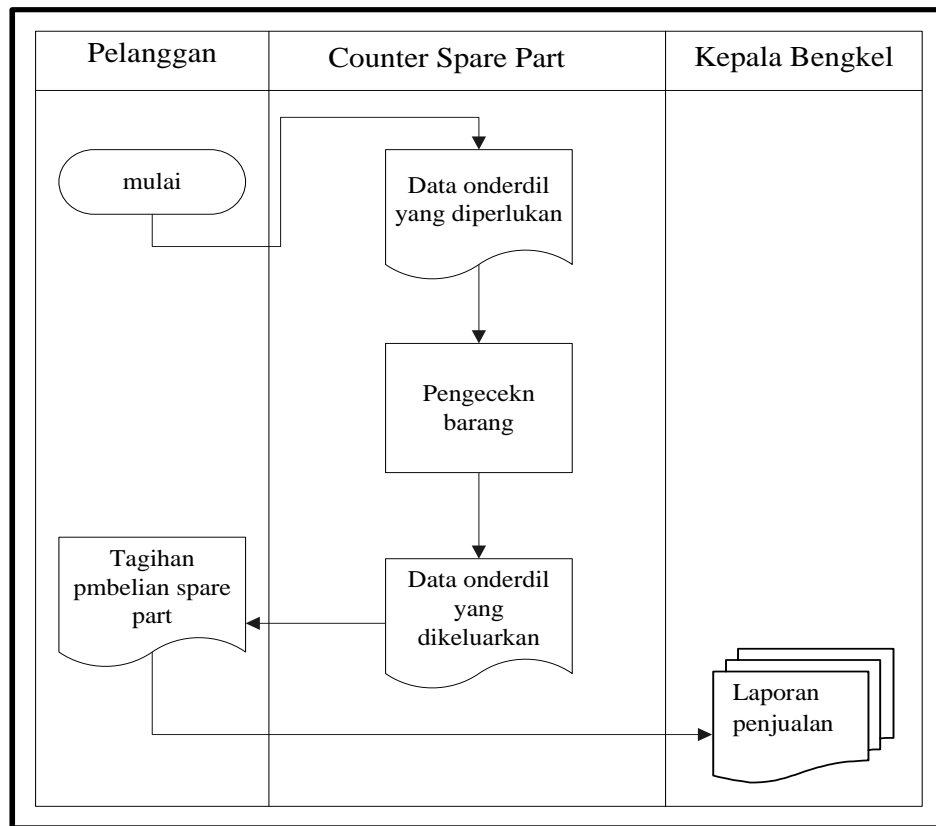 Pelanggan
Counter Spare Part
Kepala Bengkel
mulai
Data onderdil
yang diperlukan
Pengecekn
barang
Tagihan
pmbelian spare
part
Data onderdil
yang
dikeluarkan
Laporan
penjualan